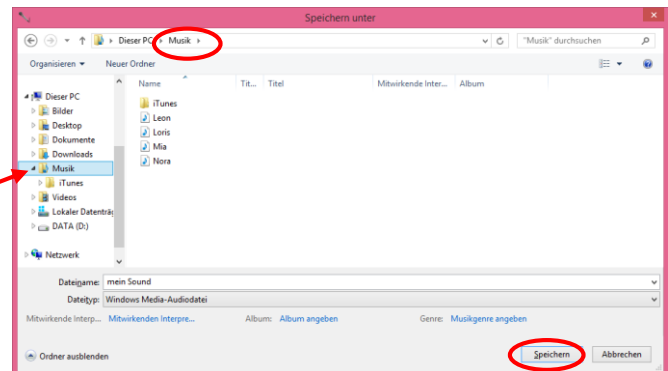 Speichern unter
Dieser PC Musik "Musik" durchsuchen
Organisieren Neuer Ordner
Name Tit... Titel Mitwirkende Inter... Album
Dieser PC
Bilder
Desktop
Dokumente
Downloads
Musik
iTunes
Videos
Lokaler Datenträ
DATA (D:)
Netzwerk
iTunes
Leon
Loris
Mia
Nora
Dateiname: mein Sound
Dateityp: Windows Media-Audiodatei
Mitwirkende Interp... Mitwirkenden Interpre... Album: Album angeben Genre: Musikgenre angeben
Ordner ausblenden Speichern Abbrechen